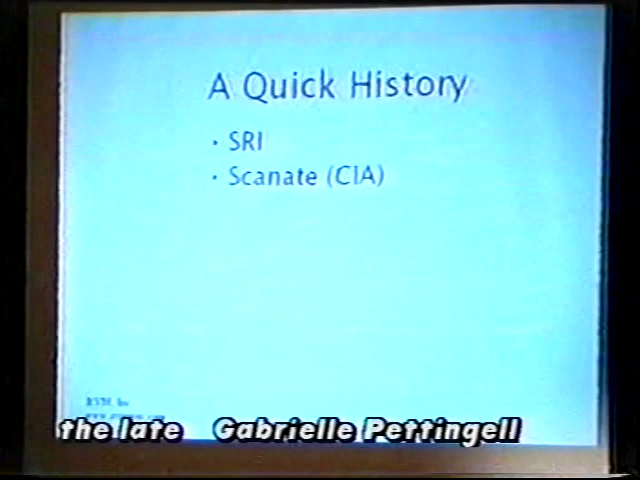 A Quick History
· SRI
· Scanate (CIA)
the late Gabrielle Pettingell